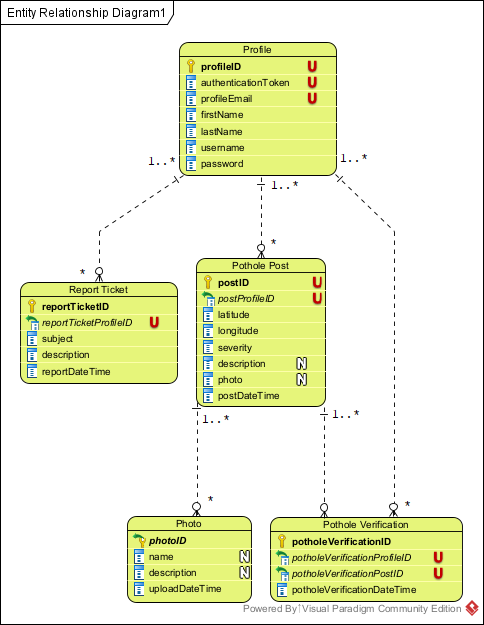 Entity Relationship Diagram1
Profile
profileID U
authenticationToken U
profileEmail U
firstName
lastName
username
password
1..*
1..*
1..*
*
*
Report Ticket
reportTicketID
reportTicketProfileID U
subject
description
reportDateTime
Pothole Post
postID U
postProfileID U
latitude
longitude
severity
description N
photo N
postDateTime
1..*
1..*
*
*
Photo
photoID
name N
description N
uploadDateTime
Pothole Verification
potholeVerificationID
potholeVerificationProfileID U
potholeVerificationPostID U
potholeVerificationDateTime
Powered By Visual Paradigm Community Edition